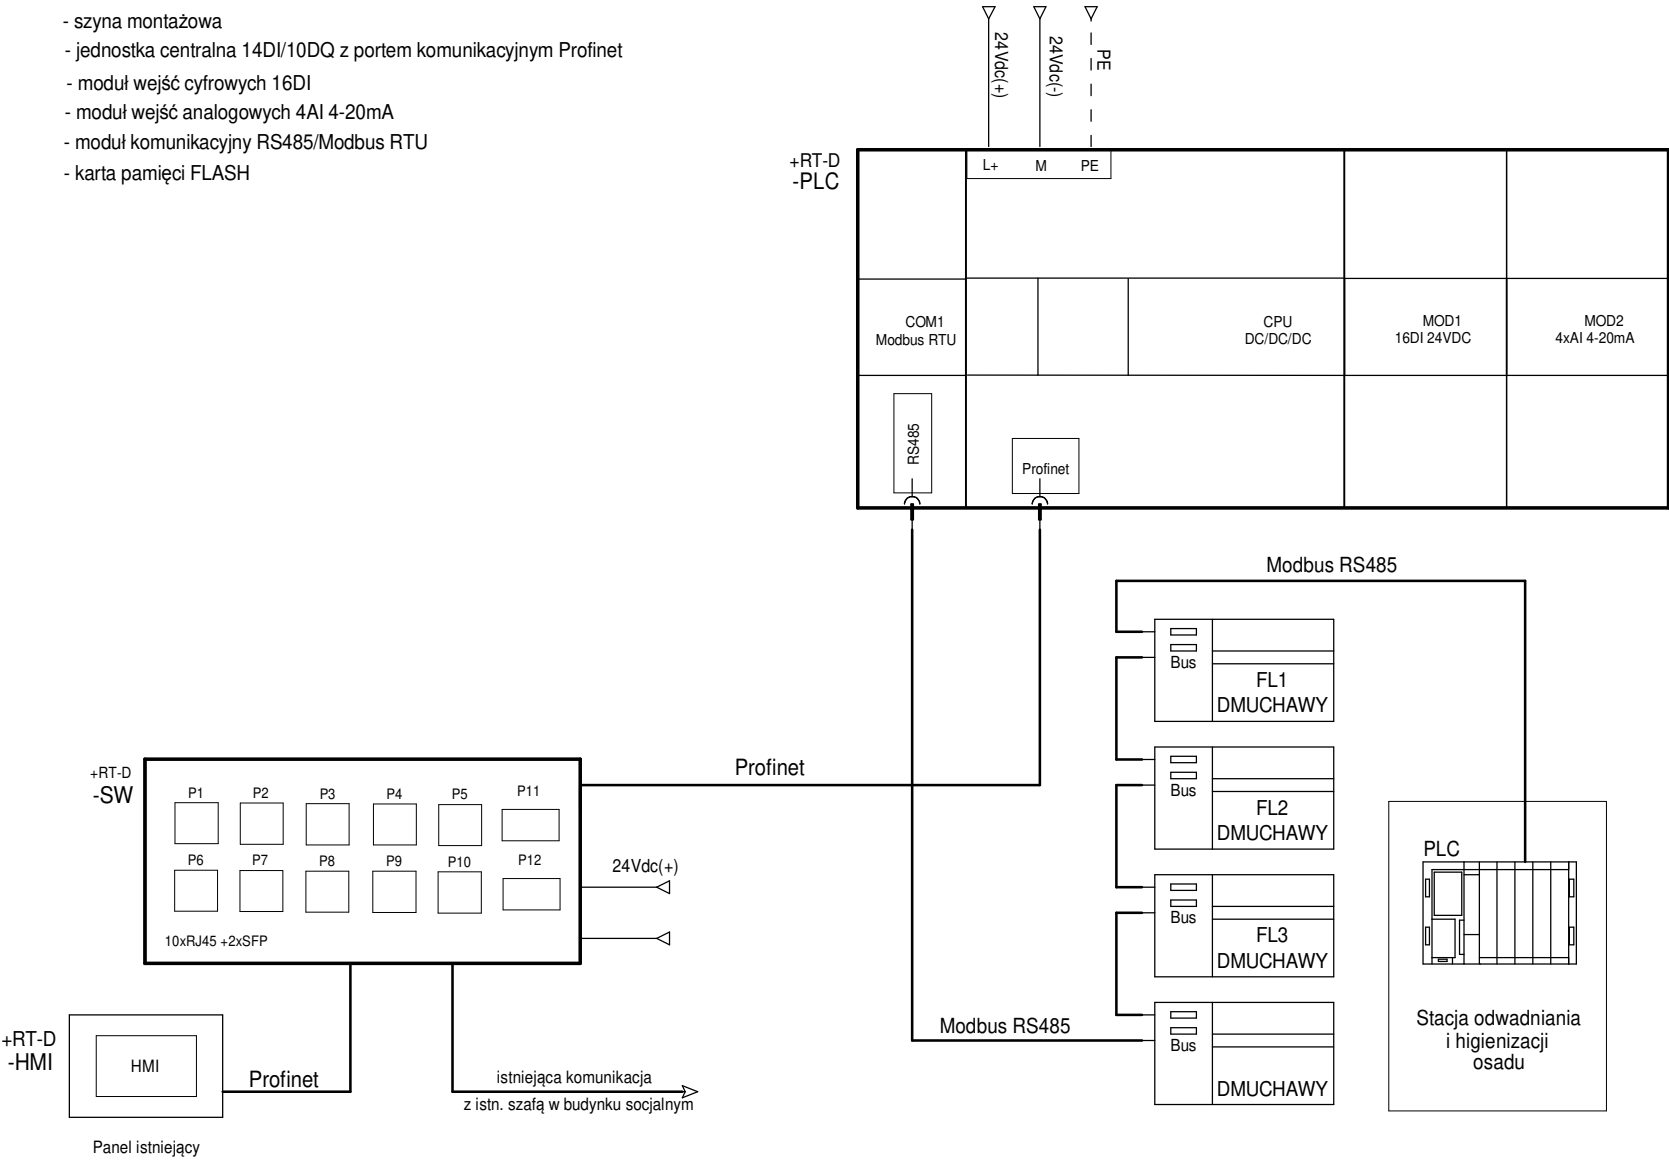 - szyna montażowa
- jednostka centralna 14DI/10DQ z portem komunikacyjnym Profinet
- moduł wejść cyfrowych 16DI
- moduł wejść analogowych 4AI 4-20mA
- moduł komunikacyjny RS485/Modbus RTU
- karta pamięci FLASH
24Vdc(+)
24Vdc(-)
PE
+RT-D
-PLC
L+ M PE
COM1
Modbus RTU
CPU
DC/DC/DC
MOD1
16DI 24VDC
MOD2
4xAI 4-20mA
RS485
Profinet
Modbus RS485
Bus
FL1
DMUCHAWY
Bus
FL2
DMUCHAWY
Bus
FL3
DMUCHAWY
Bus
DMUCHAWY
Modbus RS485
PLC
Stacja odwadniania
i higienizacji
osadu
Profinet
+RT-D
-SW
P1 P2 P3 P4 P5 P11
P6 P7 P8 P9 P10 P12
10xRJ45 +2xSFP
24Vdc(+)
+RT-D
-HMI
HMI
Profinet
istniejąca komunikacja
z istn. szafą w budynku socjalnym
Panel istniejący